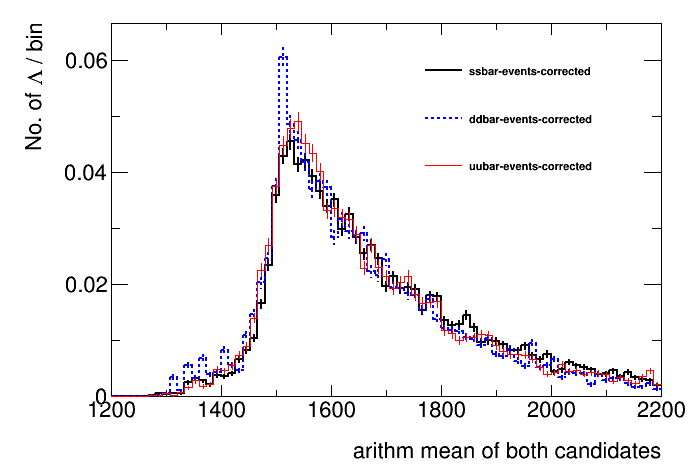 No. of Λ / bin
0.06
0.04
0.02
0
1200
1400
1600
1800
2000
2200
ssbar-events-corrected
ddbar-events-corrected
uubar-events-corrected
arithm mean of both candidates